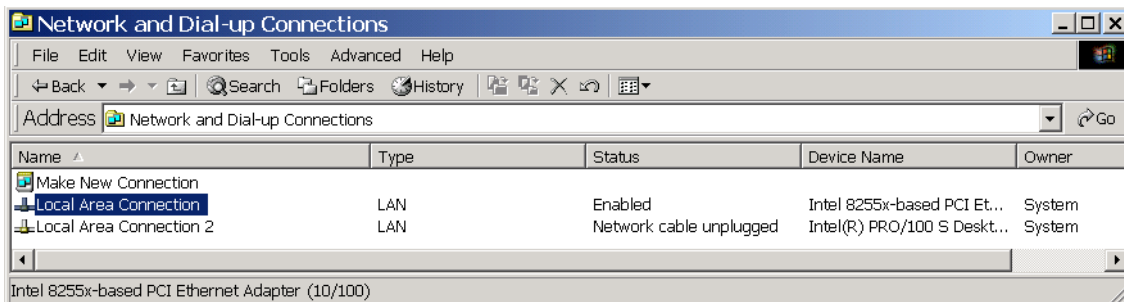 Network and Dial-up Connections
File Edit View Favorites Tools Advanced Help
Back Search Folders History
Address Network and Dial-up Connections Go
Name Type Status Device Name Owner
Make New Connection
Local Area Connection LAN Enabled Intel 8255x-based PCI Et... System
Local Area Connection 2 LAN Network cable unplugged Intel(R) PRO/100 S Deskt... System
Intel 8255x-based PCI Ethernet Adapter (10/100)